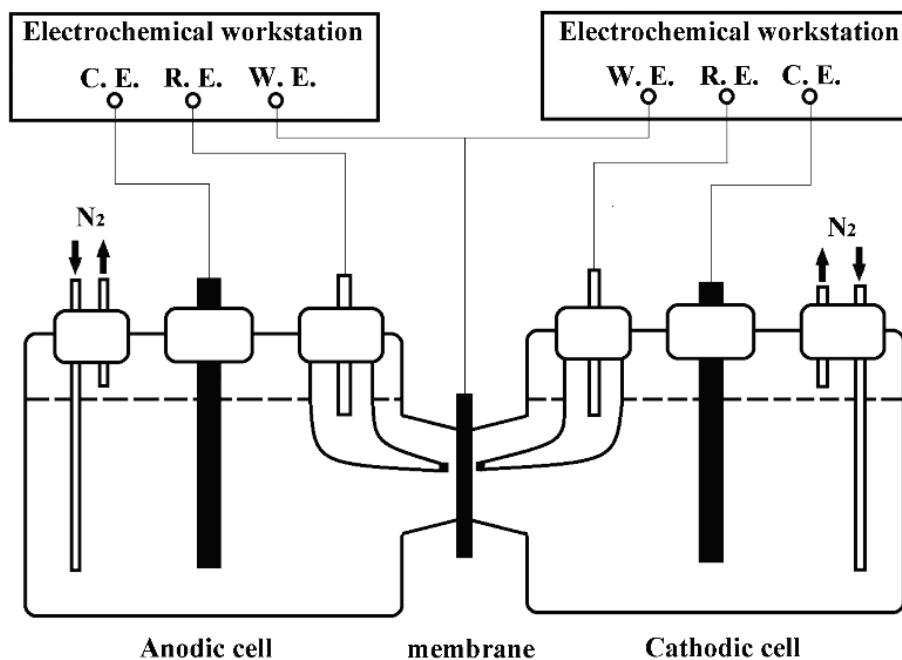 Electrochemical workstation
C. E. R. E. W. E.
Electrochemical workstation
W. E. R. E. C. E.
N2
N2
Anodic cell
membrane
Cathodic cell